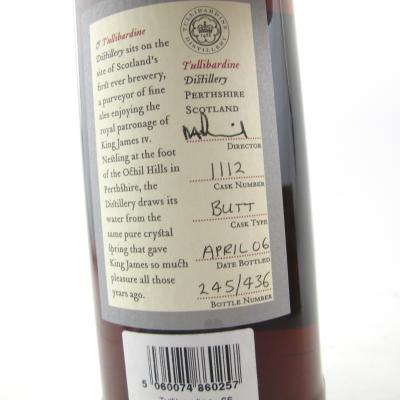 Tullibardine
Distillery sits on the
site of Scotland's
first ever brewery,
a purveyor of fine
ales enjoying the
royal patronage of
King James IV.
Nestling at the foot
of the Ochil Hills in
Perthshire, the
Distillery draws its
water from the
same pure crystal
spring that gave
King James so much
pleasure all those
years ago.
TULLIBARDINE
DISTILLERY
1488
Tullibardine
Distillery
PERTHSHIRE
SCOTLAND
DIRECTOR
1112
CASK NUMBER
BUTT
CASK TYPE
APRIL 06
DATE BOTTLED
245/436
BOTTLE NUMBER
5 060074 860257